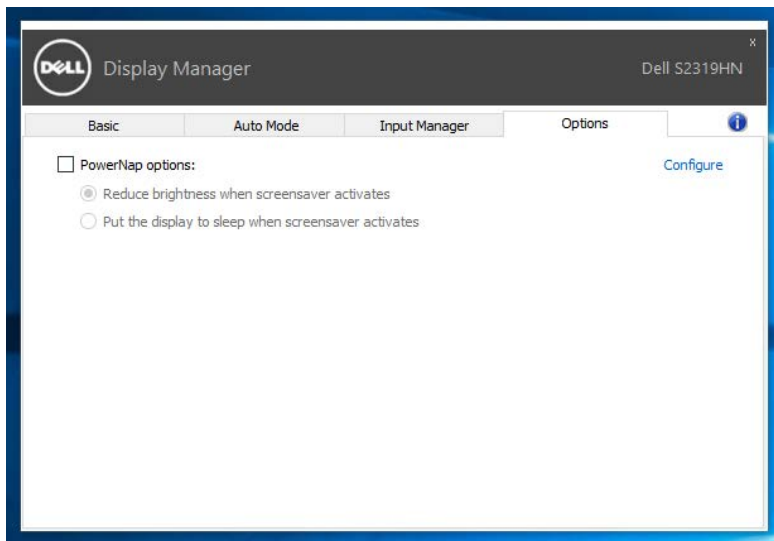 DELL Display Manager
x
Dell S2319HN
Basic Auto Mode Input Manager Options i
PowerNap options: Configure
Reduce brightness when screensaver activates
Put the display to sleep when screensaver activates